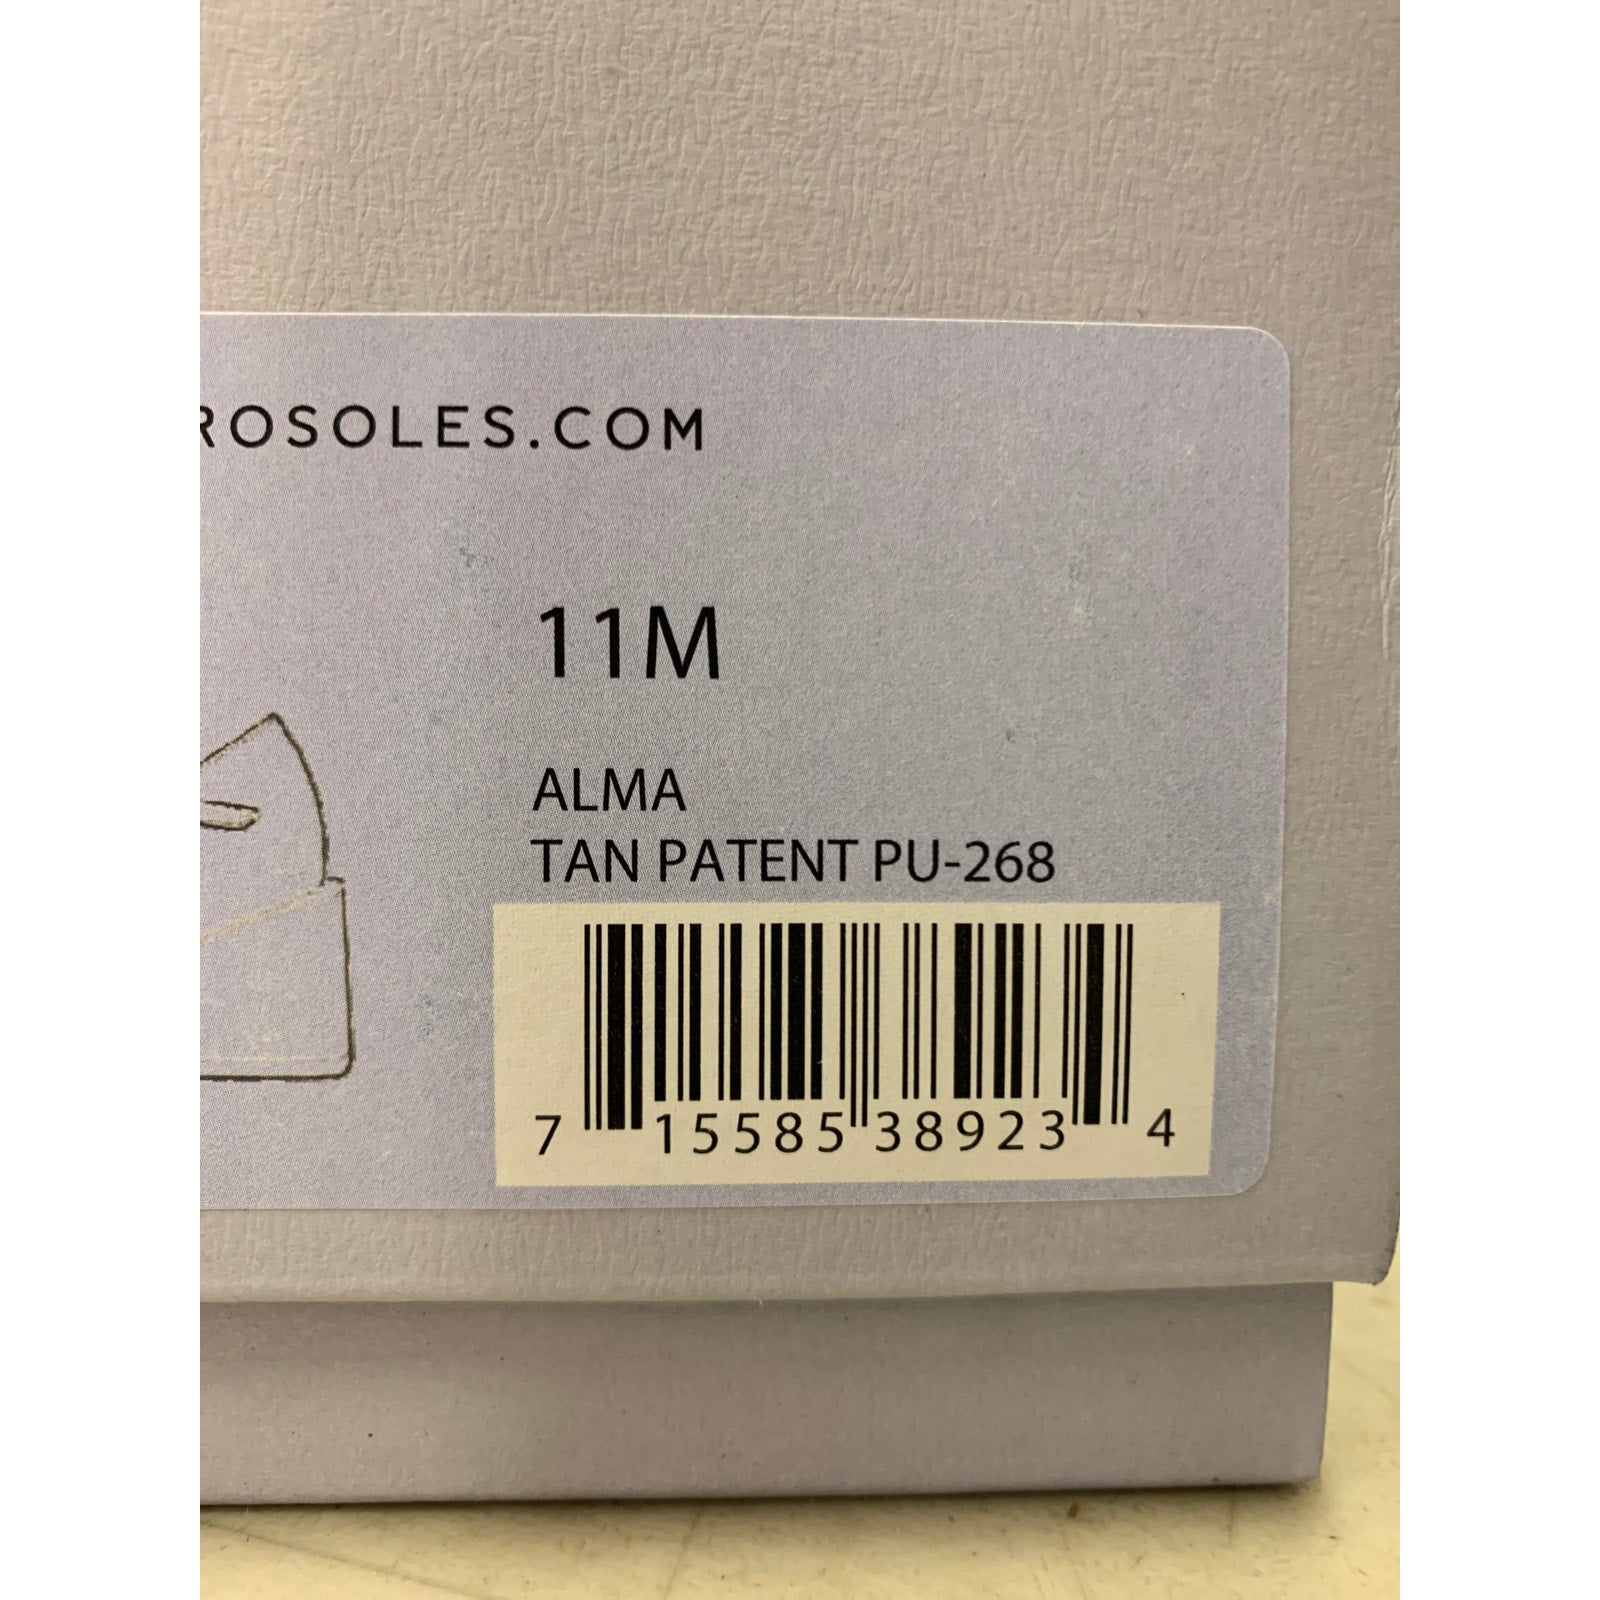 ROSOLES.COM
11M
ALMA
TAN PATENT PU-268
7 15585 38923 4